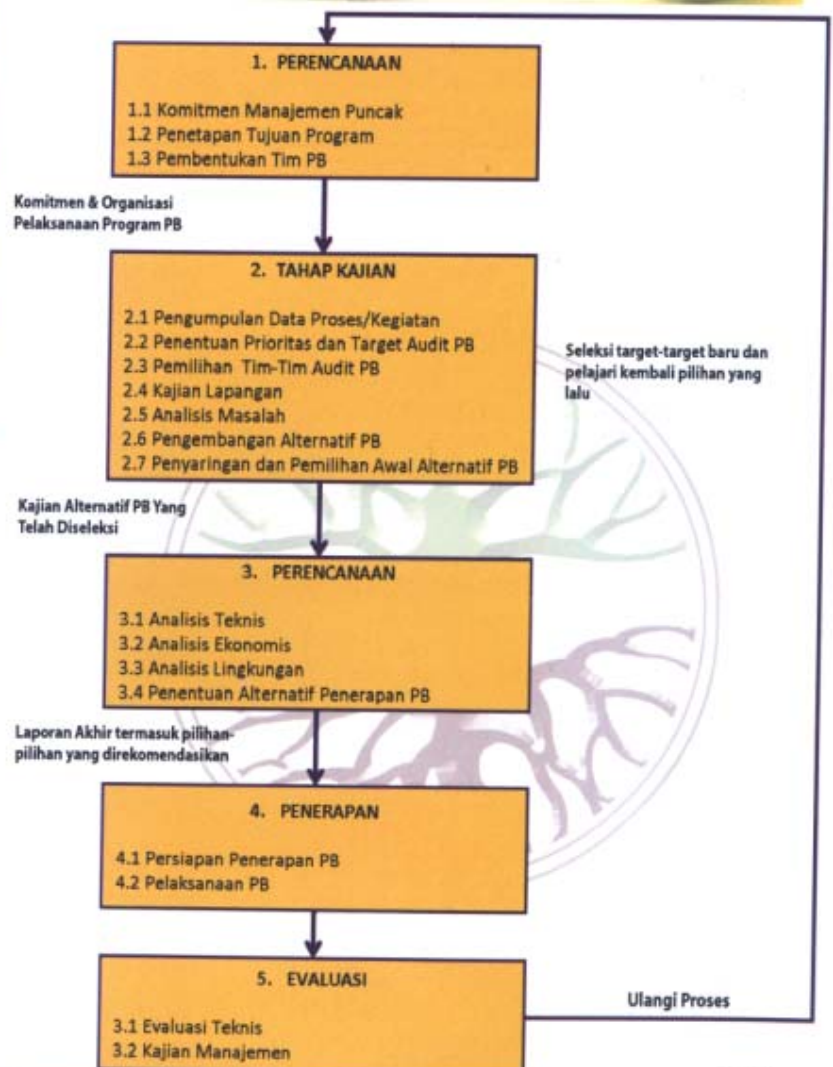 1. PERENCANAAN
1.1 Komitmen Manajemen Puncak
1.2 Penetapan Tujuan Program
1.3 Pembentukan Tim PB
Komitmen & Organisasi
Pelaksanaan Program PB
2. TAHAP KAJIAN
2.1 Pengumpulan Data Proses/Kegiatan
2.2 Penentuan Prioritas dan Target Audit PB
2.3 Pemilihan Tim-Tim Audit PB
2.4 Kajian Lapangan
2.5 Analisis Masalah
2.6 Pengembangan Alternatif PB
2.7 Penyaringan dan Pemilihan Awal Alternatif PB
Seleksi target-target baru dan
pelajari kembali pilihan yang
lalu
Kajian Alternatif PB Yang
Telah Diseleksi
3. PERENCANAAN
3.1 Analisis Teknis
3.2 Analisis Ekonomis
3.3 Analisis Lingkungan
3.4 Penentuan Alternatif Penerapan PB
Laporan Akhir termasuk pilihan-
pilihan yang direkomendasikan
4. PENERAPAN
4.1 Persiapan Penerapan PB
4.2 Pelaksanaan PB
5. EVALUASI
3.1 Evaluasi Teknis
3.2 Kajian Manajemen
Ulangi Proses